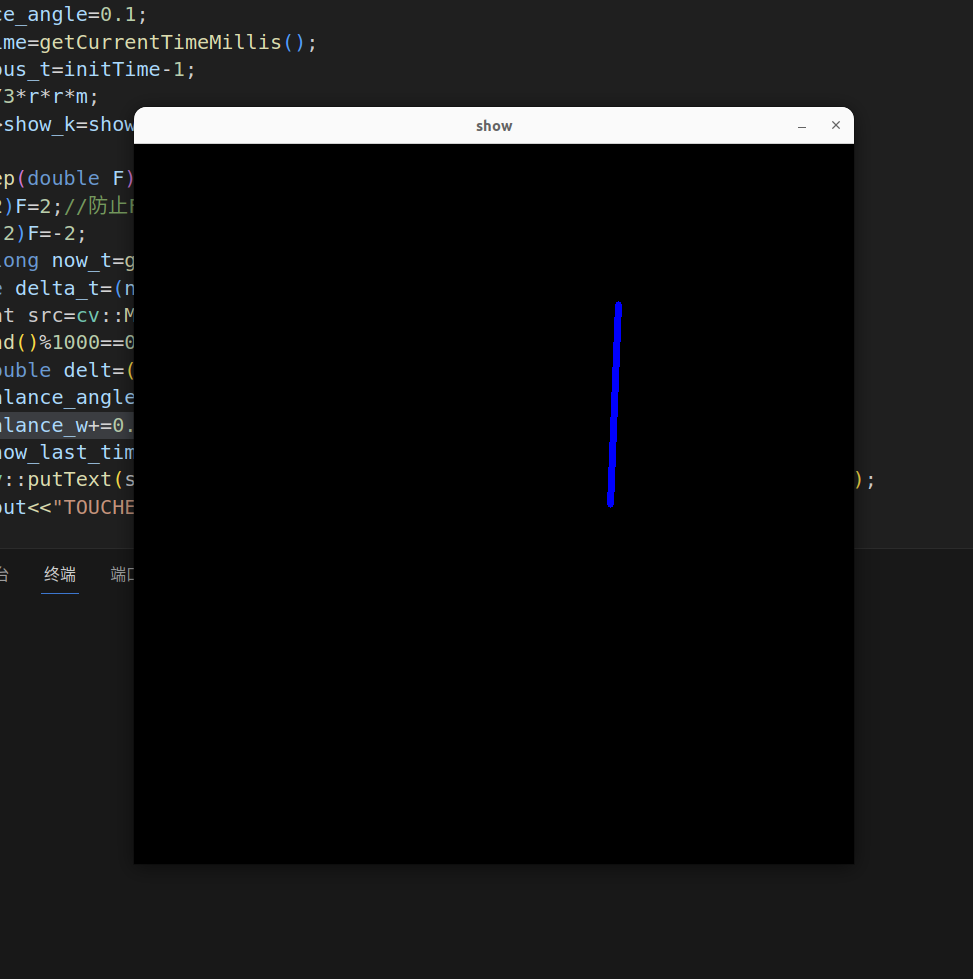 ce_angle=0.1;
ime=getCurrentTimeMillis();
ous_t=initTime-1;
/3*r*r*m;
>show_k=show
show
ep(double F)
2)F=2;//防止F
2)F=-2;
long now_t=g
e delta_t=(n
at src=cv::M
nd()%1000==0
ouble delt=(
alance_angle
alance_w+=0.
how_last_tim
v::putText(s );
out<<"TOUCHE
台 终端 端口